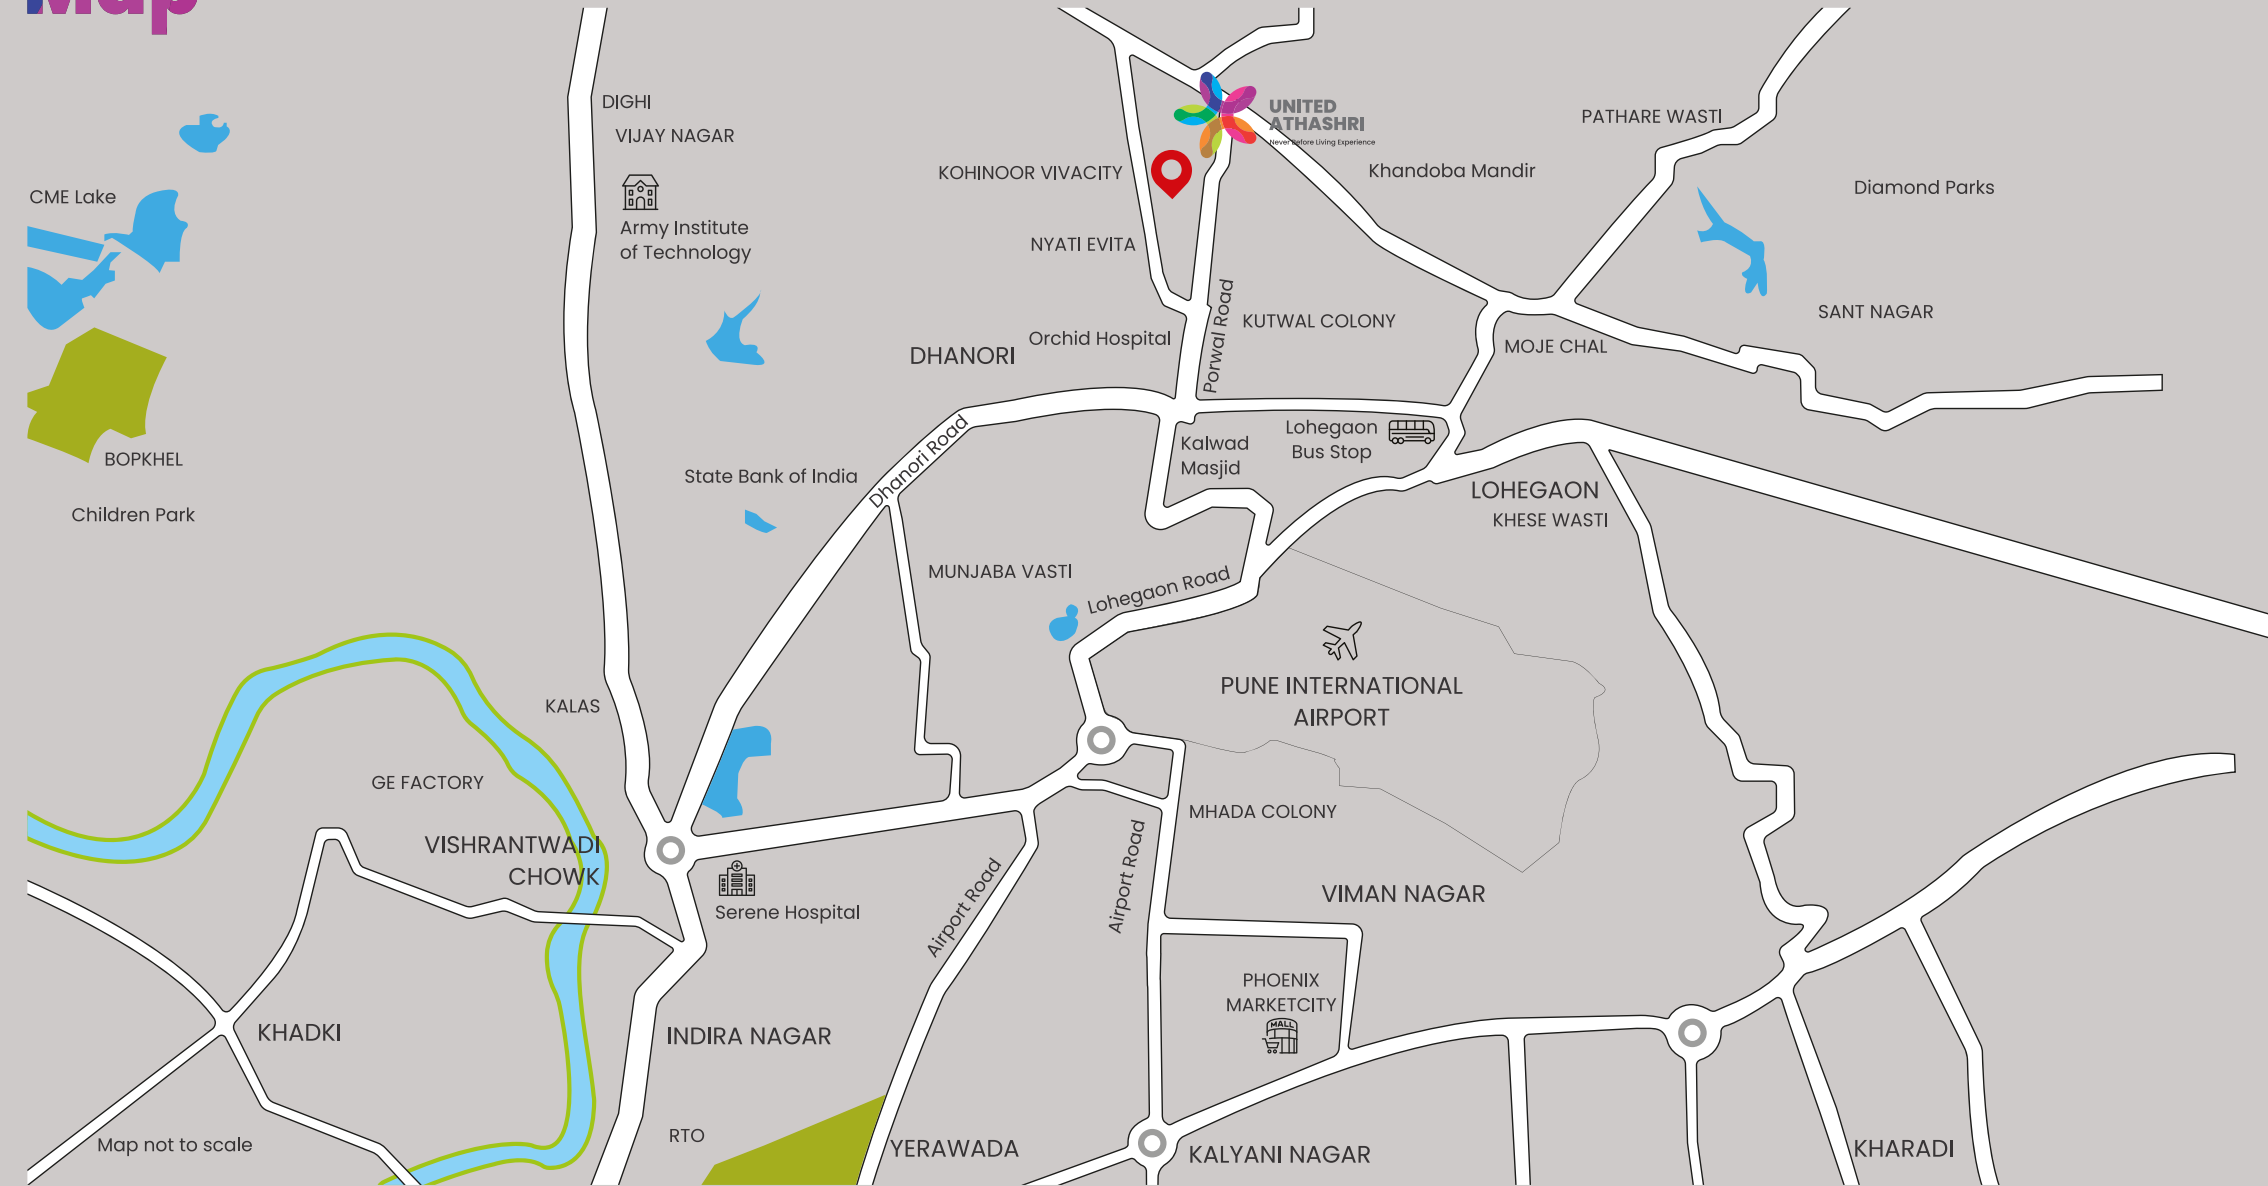 Map
DIGHI
VIJAY NAGAR
Army Institute
of Technology
CME Lake
BOPKHEL
Children Park
KOHINOOR VIVACITY
NYATI EVITA
UNITED
ATHASHRI
Never Before Living Experience
Khandoba Mandir
PATHARE WASTI
Diamond Parks
SANT NAGAR
MOJE CHAL
KUTWAL COLONY
Porwal Road
Orchid Hospital
DHANORI
Dhanori Road
State Bank of India
Kalwad
Masjid
Lohegaon
Bus Stop
LOHEGAON
KHESE WASTI
MUNJABA VASTI
Lohegaon Road
PUNE INTERNATIONAL
AIRPORT
KALAS
GE FACTORY
VISHRANTWADI
CHOWK
Serene Hospital
MHADA COLONY
Airport Road
Airport Road
VIMAN NAGAR
PHOENIX
MARKETCITY
MALL
KHADKI
INDIRA NAGAR
RTO
Map not to scale
YERAWADA
KALYANI NAGAR
KHARADI